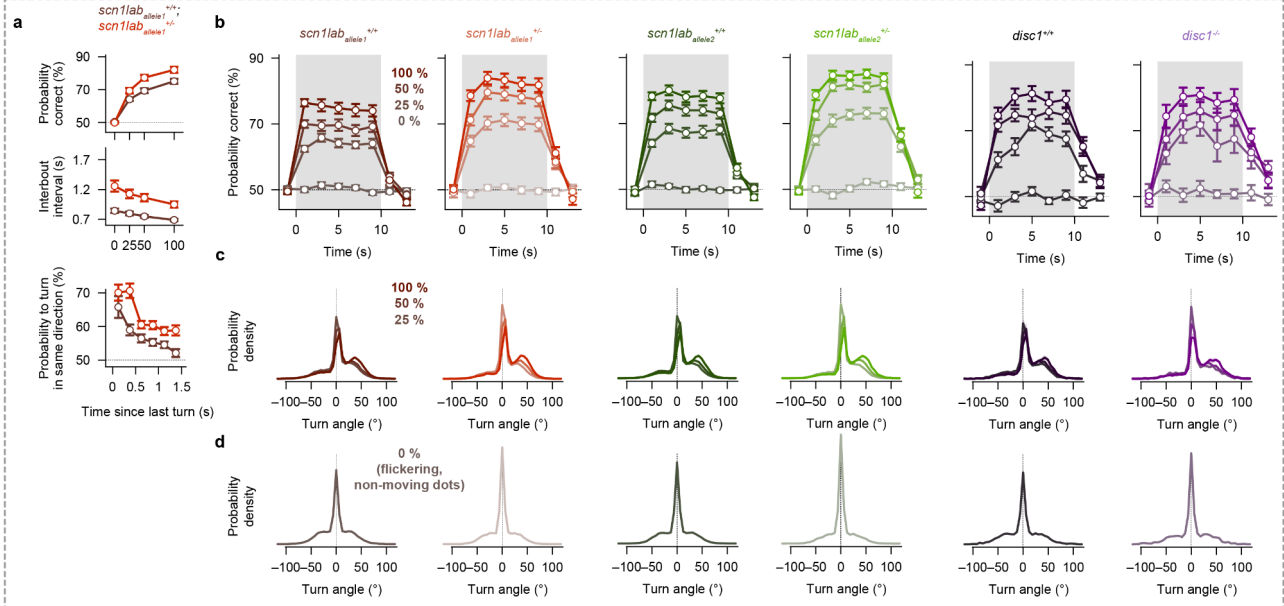 a
scn1lab allele1 +/+;
scn1lab allele1 +/-
Probability
correct (%)
90
70
50
Interbout
interval (s)
1.7
1.2
0.7
0 25 50 100
Probability to turn
in same direction (%)
70
60
50
0 0.5 1 1.5
Time since last turn (s)
b
scn1lab allele1 +/+
scn1lab allele1 +/-
scn1lab allele2 +/+
scn1lab allele2 +/-
disc1 +/+
disc1 -/-
Probability correct (%)
90
70
50
100 %
50 %
25 %
0 %
0 5 10
0 5 10
0 5 10
0 5 10
0 5 10
0 5 10
Time (s)
Time (s)
Time (s)
Time (s)
Time (s)
Time (s)
c
100 %
50 %
25 %
Probability
density
−100 −50 0 50 100
−100 −50 0 50 100
−100 −50 0 50 100
−100 −50 0 50 100
−100 −50 0 50 100
−100 −50 0 50 100
Turn angle (°)
Turn angle (°)
Turn angle (°)
Turn angle (°)
Turn angle (°)
Turn angle (°)
d
0 %
(flickering,
non-moving dots)
Probability
density
−100 −50 0 50 100
−100 −50 0 50 100
−100 −50 0 50 100
−100 −50 0 50 100
−100 −50 0 50 100
−100 −50 0 50 100
Turn angle (°)
Turn angle (°)
Turn angle (°)
Turn angle (°)
Turn angle (°)
Turn angle (°)